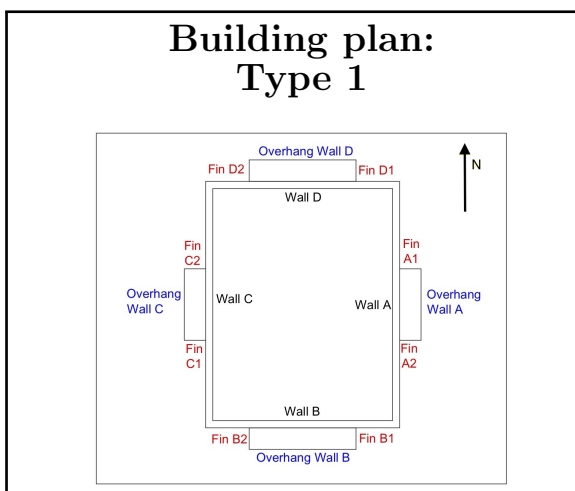 Building plan:
Type 1
Overhang Wall D
N
Fin D2
Fin D1
Wall D
Fin
C2
Fin
A1
Overhang
Wall C
Wall C
Wall A
Overhang
Wall A
Fin
C1
Fin
A2
Wall B
Fin B2
Fin B1
Overhang Wall B